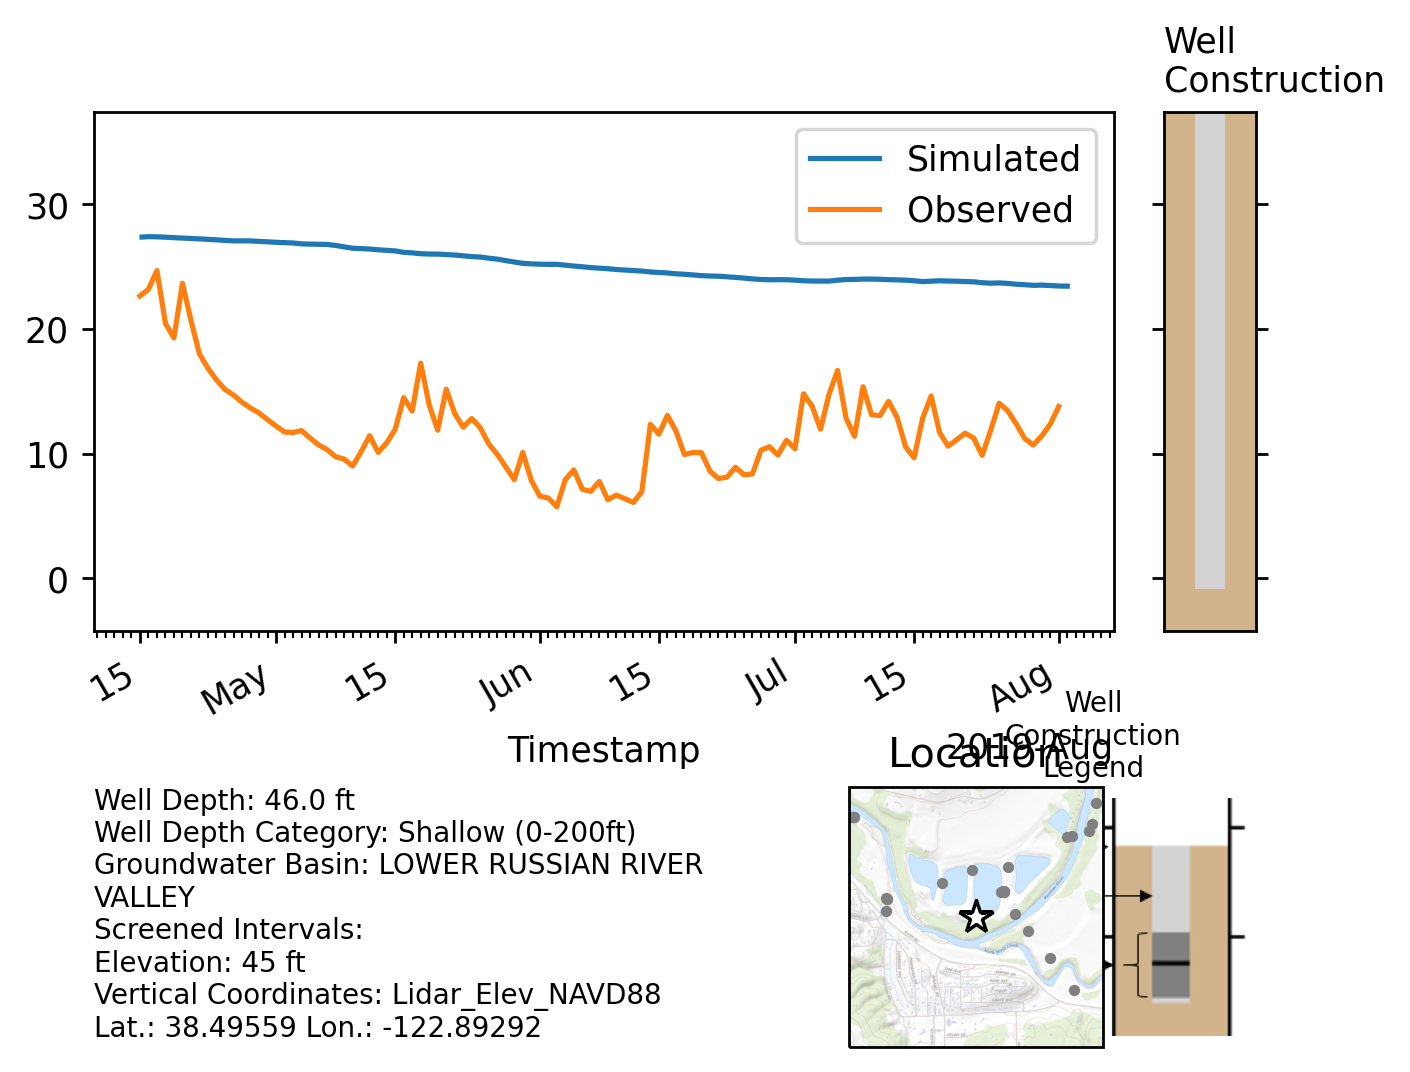 Well
Construction
Simulated
Observed
30
20
10
0
15
May
15
Jun
15
Jul
15
Aug
Timestamp
2019-Aug
Location
Well
Construction
Legend
Well Depth: 46.0 ft
Well Depth Category: Shallow (0-200ft)
Groundwater Basin: LOWER RUSSIAN RIVER
VALLEY
Screened Intervals:
Elevation: 45 ft
Vertical Coordinates: Lidar_Elev_NAVD88
Lat.: 38.49559 Lon.: -122.89292